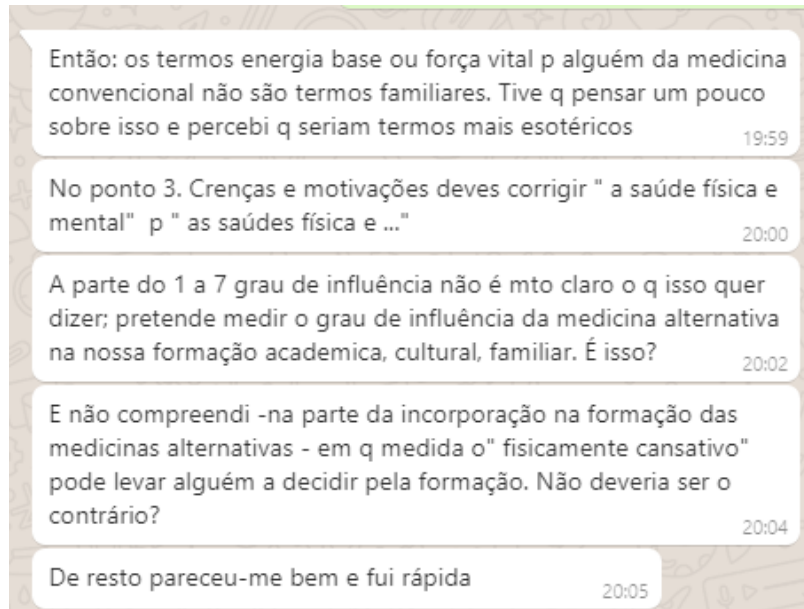 Então: os termos energia base ou força vital p alguém da medicina
convencional não são termos familiares. Tive q pensar um pouco
sobre isso e percebi q seriam termos mais esotéricos
19:59
No ponto 3. Crenças e motivações deves corrigir " a saúde física e
mental" p " as saúdes física e ..."
20:00
A parte do 1 a 7 grau de influência não é mto claro o q isso quer
dizer; pretende medir o grau de influência da medicina alternativa
na nossa formação academica, cultural, familiar. É isso?
20:02
E não compreendi -na parte da incorporação na formação das
medicinas alternativas - em q medida o" fisicamente cansativo"
pode levar alguém a decidir pela formação. Não deveria ser o
contrário?
20:04
De resto pareceu-me bem e fui rápida
20:05